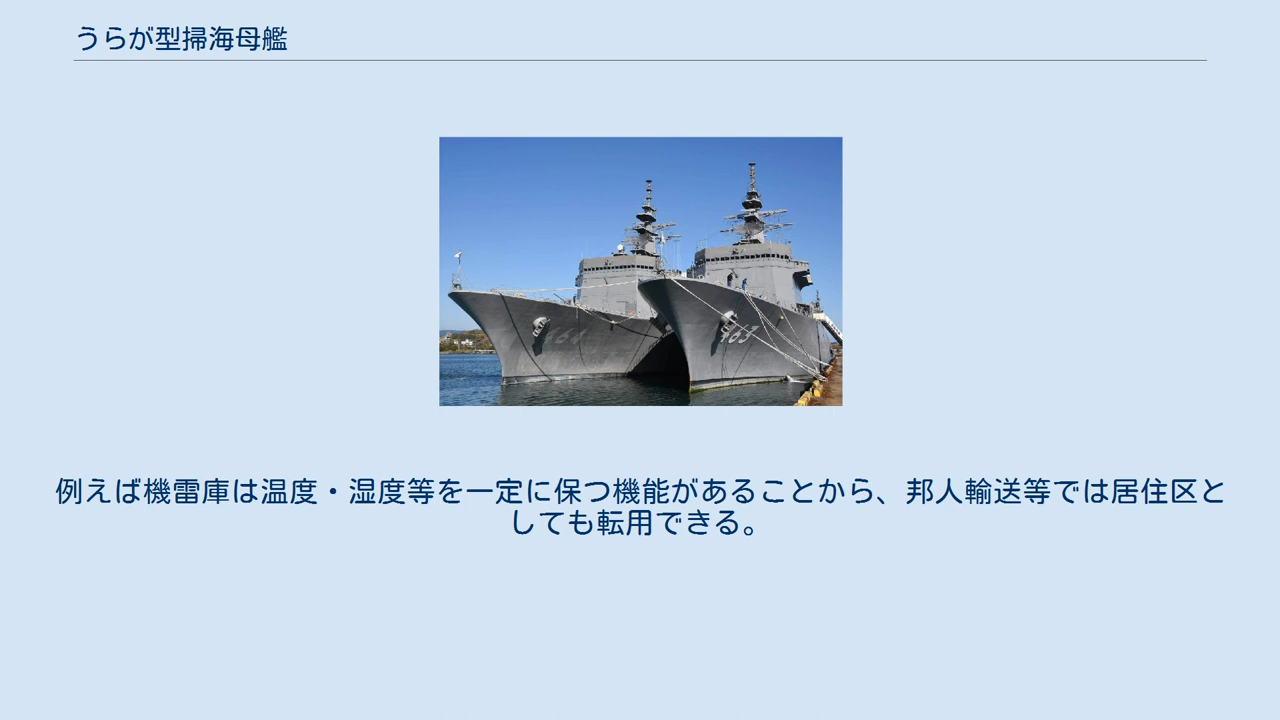 うらが型掃海母艦
463
例えば機雷庫は温度・湿度等を一定に保つ機能があることから、邦人輸送等では居住区と
しても転用できる。